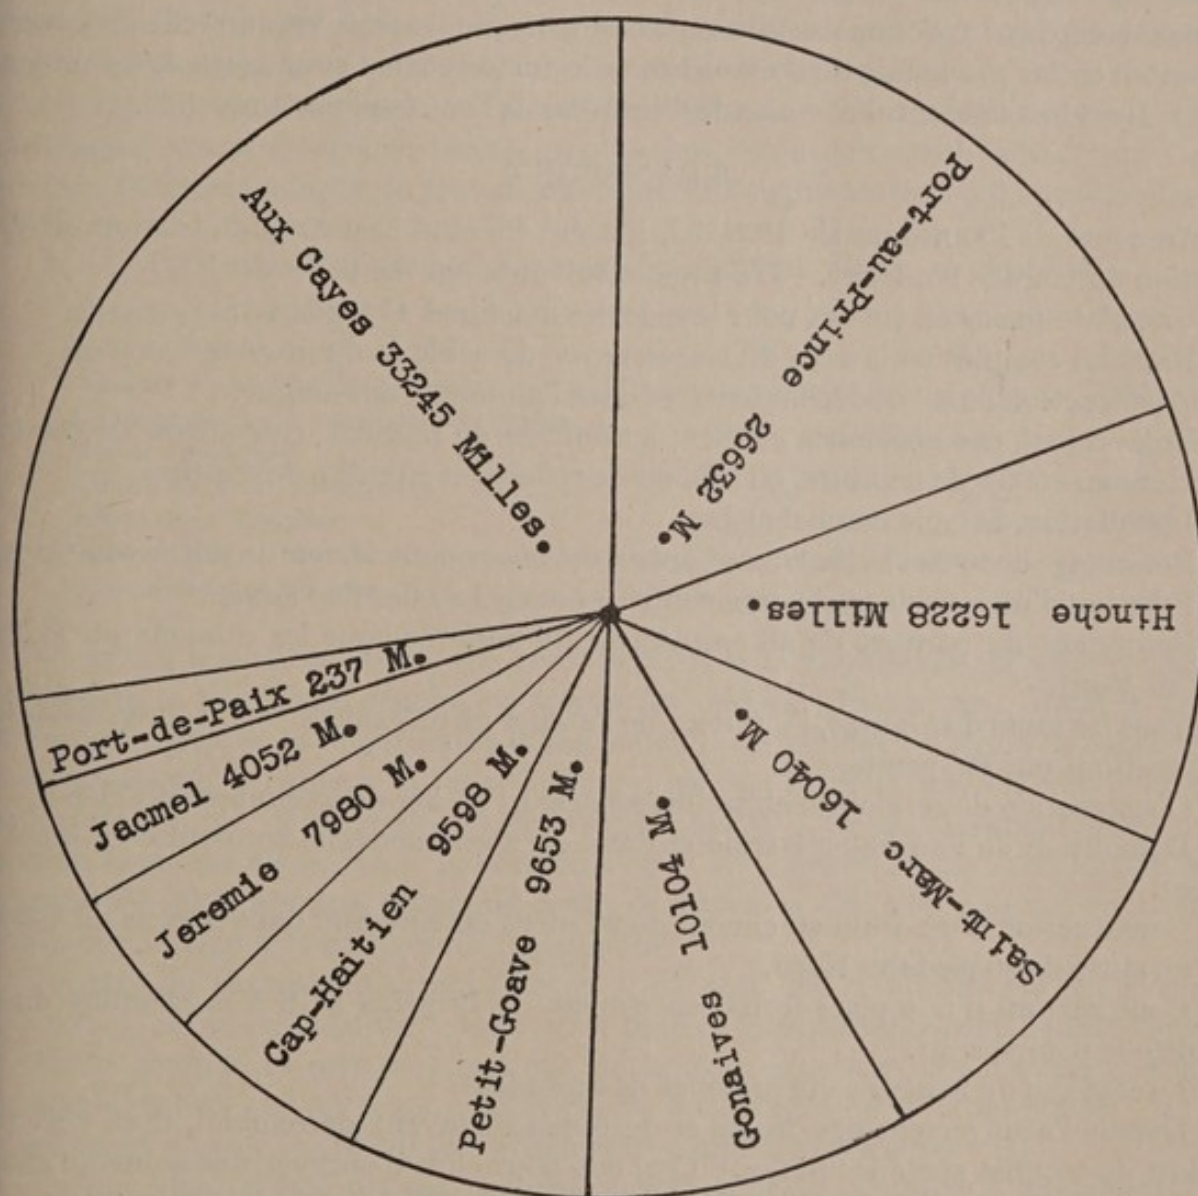 Port-au-Prince 26632 M.
Hinche 16228 Milles.
Saint-Marc 16040 M.
Gonaives 10104 M.
Petit-Goave 9653 M.
Cap-Haitien 9598 M.
Jeremie 7980 M.
Jacmel 4052 M.
Port-de-Paix 237 M.
Aux Cayes 33245 Milles.